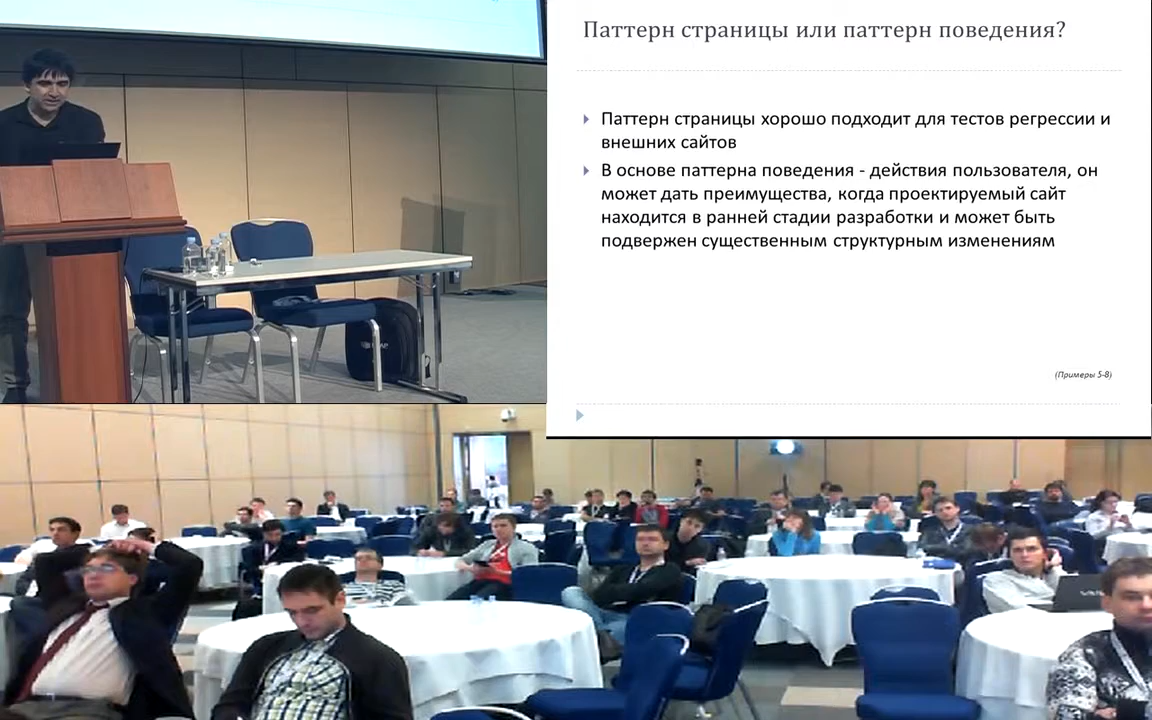 Паттерн страницы или паттерн поведения?
Паттерн страницы хорошо подходит для тестов регрессии и
внешних сайтов
В основе паттерна поведения - действия пользователя, он
может дать преимущества, когда проектируемый сайт
находится в ранней стадии разработки и может быть
подвержен существенным структурным изменениям
(Примеры 5-8)